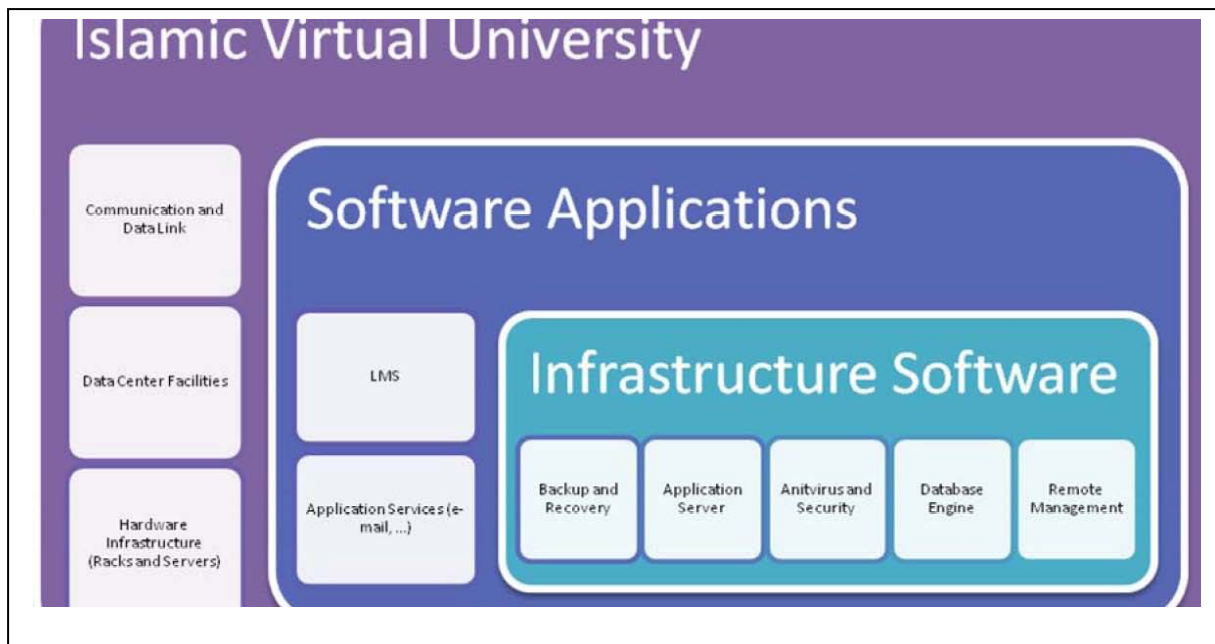 Islamic Virtual University
Communication and
Data Link
Data Center Facilities
Hardware
Infrastructure
(Racks and Servers)
Software Applications
LMS
Application Services (e-
mail, ...)
Infrastructure Software
Backup and
Recovery
Application
Server
Anitvirus and
Security
Database
Engine
Remote
Management